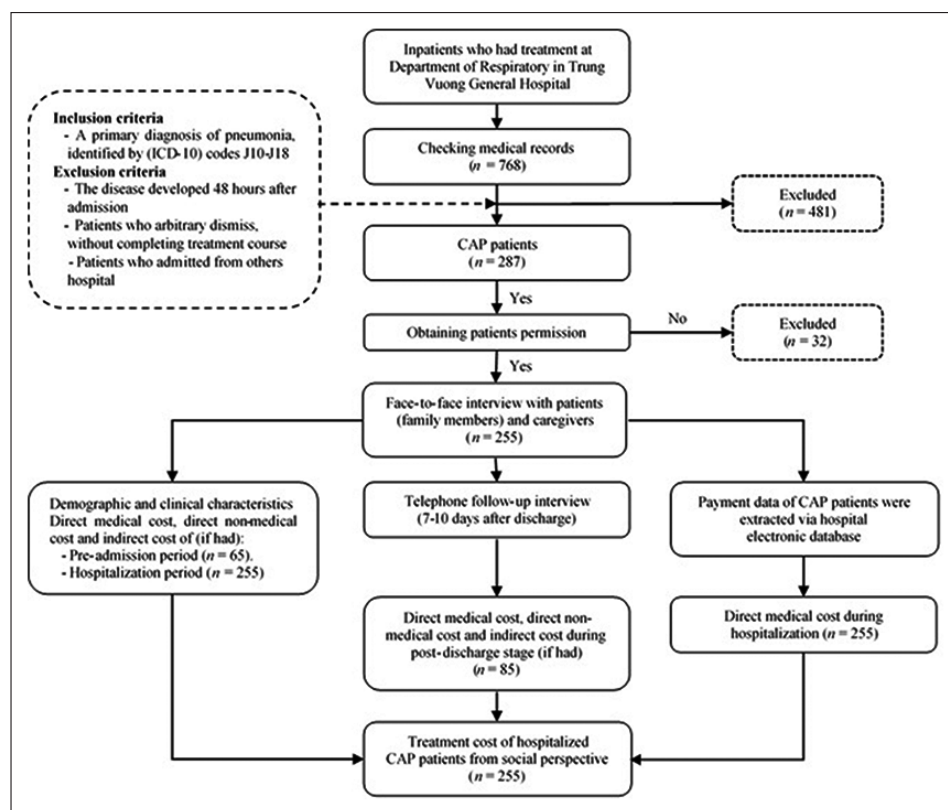 Inpatients who had treatment at
Department of Respiratory in Trung
Vuong General Hospital
Inclusion criteria
- A primary diagnosis of pneumonia,
identified by (ICD-10) codes J10-J18
Exclusion criteria
- The disease developed 48 hours after
admission
- Patients who arbitrary dismiss,
without completing treatment course
- Patients who admitted from others
hospital
Checking medical records
(n = 768)
Excluded
(n = 481)
CAP patients
(n = 287)
Yes
Obtaining patients permission
No
Excluded
(n = 32)
Yes
Face-to-face interview with patients
(family members) and caregivers
(n = 255)
Demographic and clinical characteristics
Direct medical cost, direct non-medical
cost and indirect cost of (if had):
- Pre-admission period (n = 65).
- Hospitalization period (n = 255)
Telephone follow-up interview
(7-10 days after discharge)
Payment data of CAP patients were
extracted via hospital
electronic database
Direct medical cost, direct non-
medical cost and indirect cost during
post-discharge stage (if had)
(n = 85)
Direct medical cost during
hospitalization (n = 255)
Treatment cost of hospitalized
CAP patients from social perspective
(n = 255)